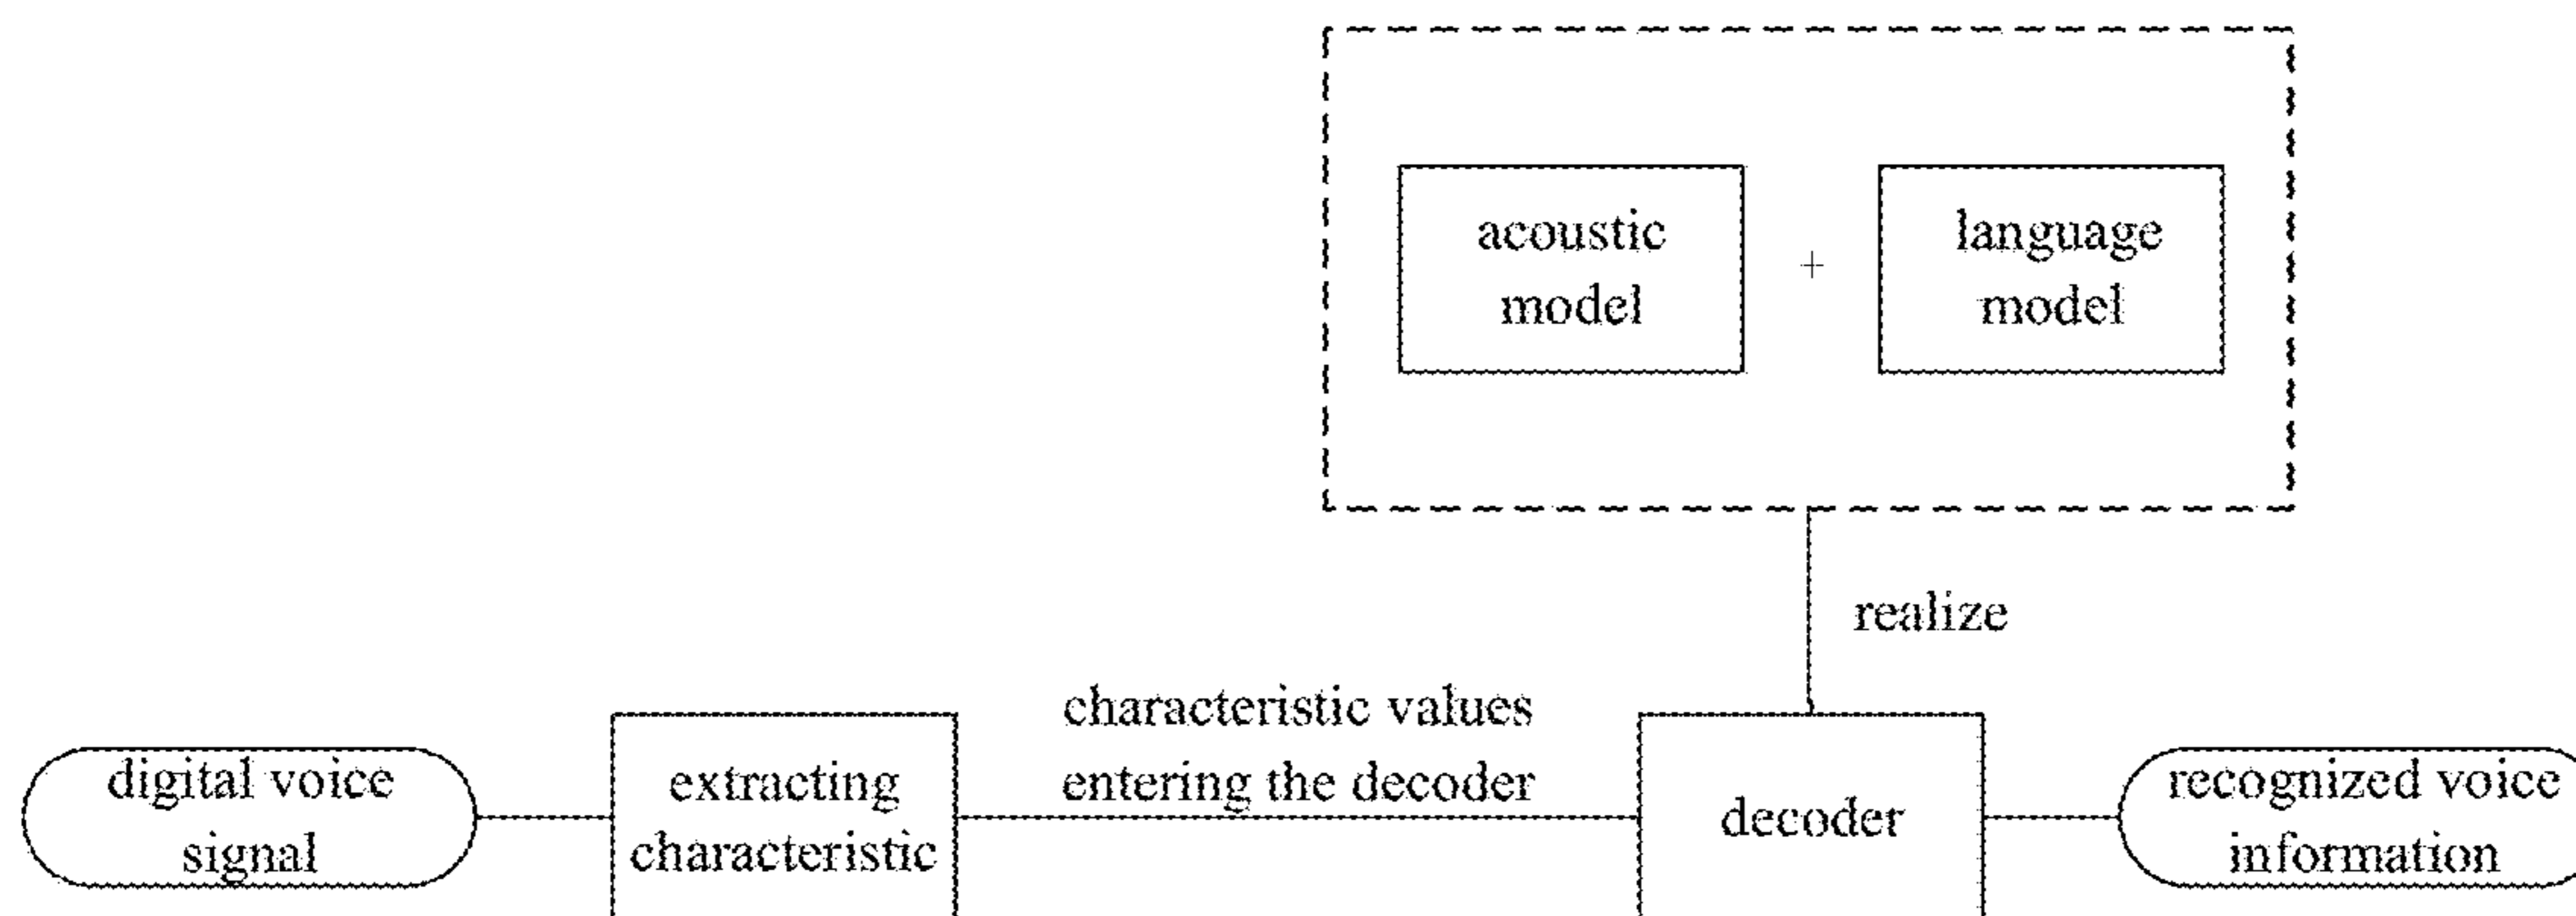 acoustic
model
+
language
model
realize
digital voice
signal
extracting
characteristic
characteristic values
entering the decoder
decoder
recognized voice
information